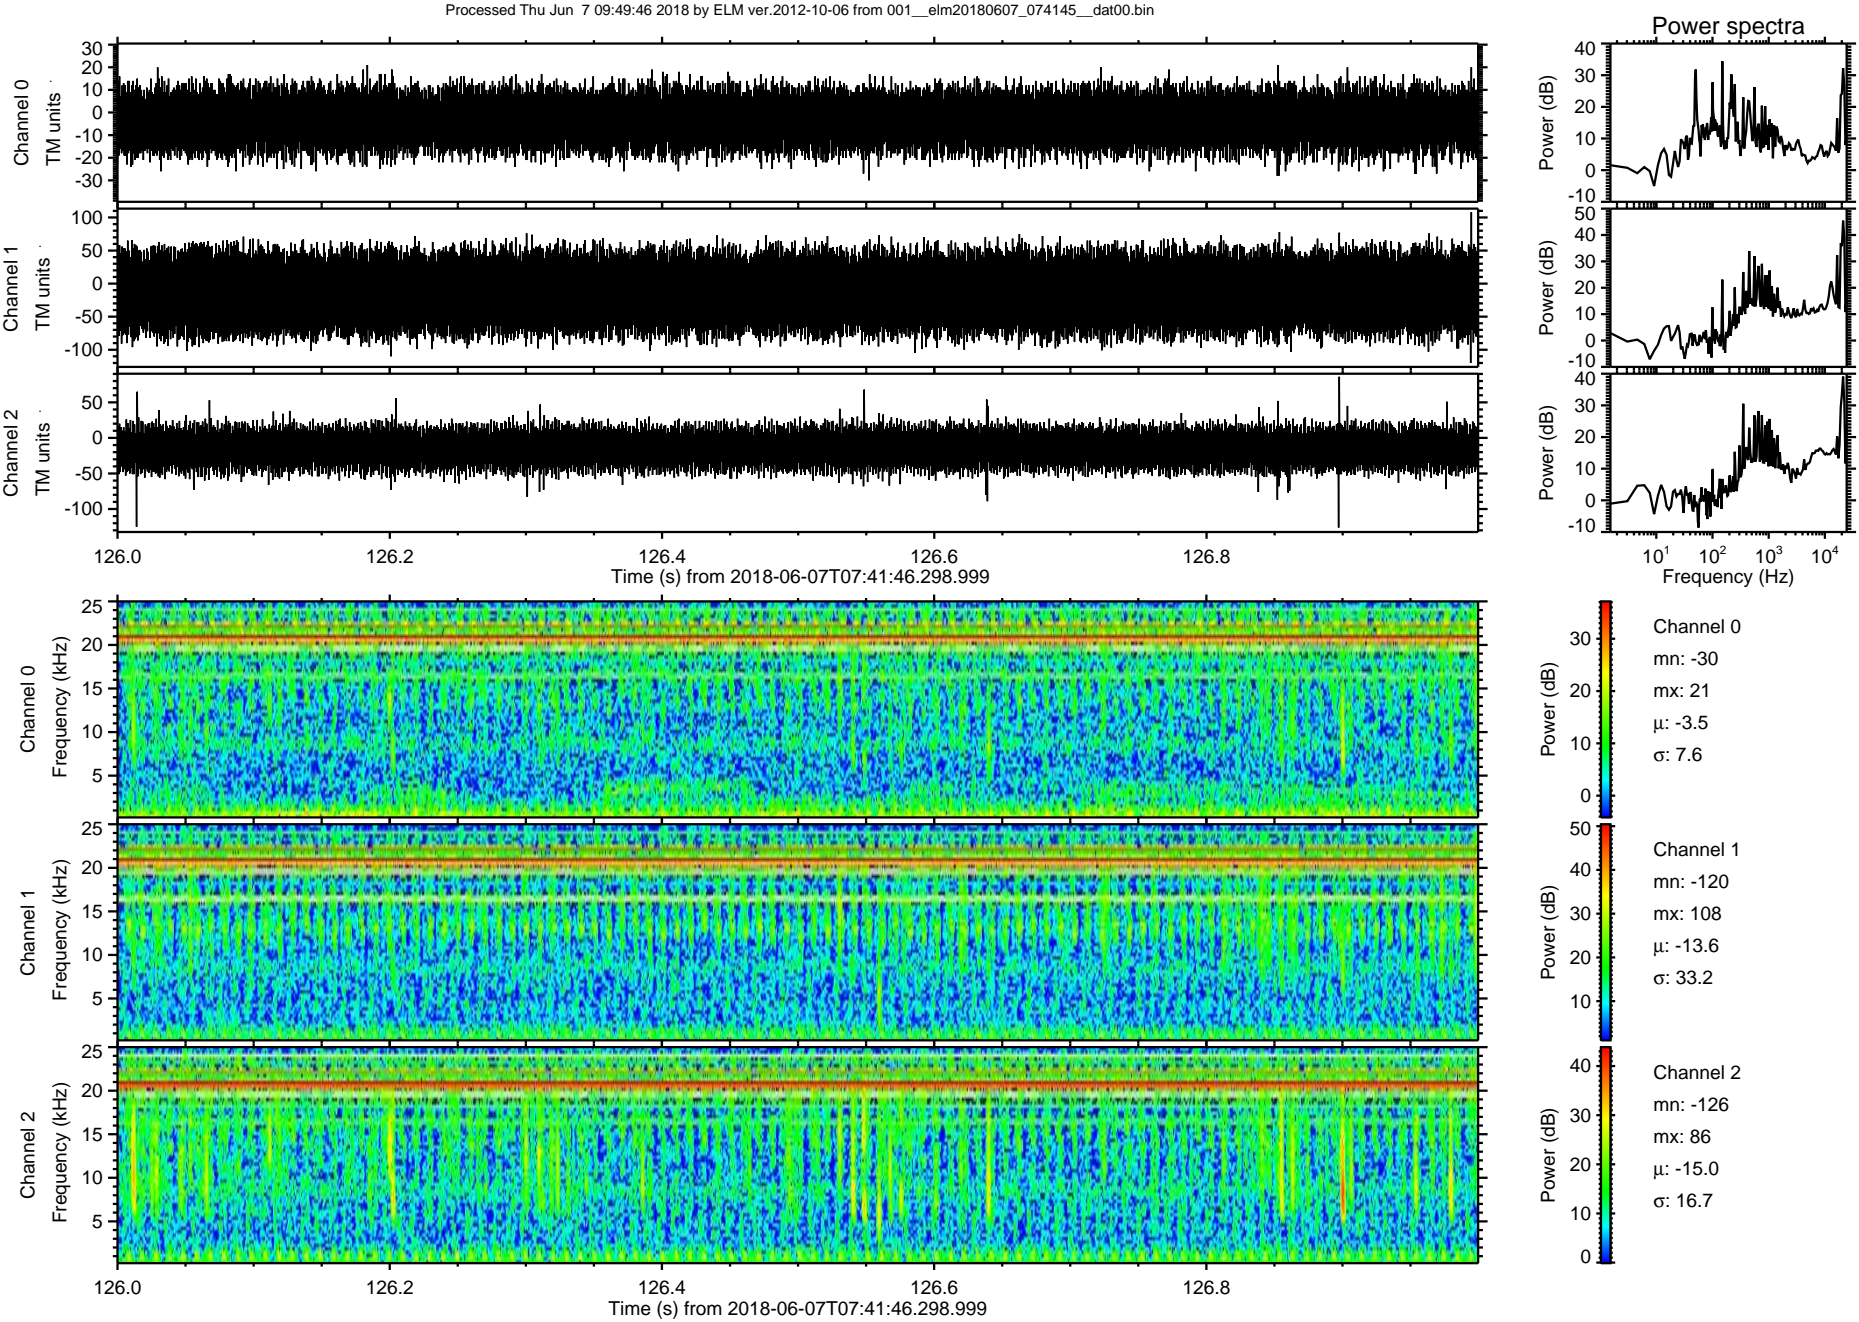 Processed Thu Jun  7 09:49:46 2018 by ELM ver.2012-10-06 from 001__elm20180607_074145__dat00.bin
Power spectra
Channel 0
TM units
30
20
10
0
-10
-20
-30
Power (dB)
40
30
20
10
0
-10
Channel 1
TM units
100
50
0
-50
-100
Power (dB)
50
40
30
20
10
0
-10
Channel 2
TM units
50
0
-50
-100
Power (dB)
40
30
20
10
0
-10
126.0 126.2 126.4 126.6 126.8
Time (s) from 2018-06-07T07:41:46.298.999
10^1 10^2 10^3 10^4
Frequency (Hz)
Channel 0
Frequency (kHz)
25
20
15
10
5
Power (dB)
30
20
10
0
Channel 0
mn: -30
mx: 21
μ: -3.5
σ: 7.6
Channel 1
Frequency (kHz)
25
20
15
10
5
Power (dB)
50
40
30
20
10
Channel 1
mn: -120
mx: 108
μ: -13.6
σ: 33.2
Channel 2
Frequency (kHz)
25
20
15
10
5
Power (dB)
40
30
20
10
0
Channel 2
mn: -126
mx: 86
μ: -15.0
σ: 16.7
126.0 126.2 126.4 126.6 126.8
Time (s) from 2018-06-07T07:41:46.298.999